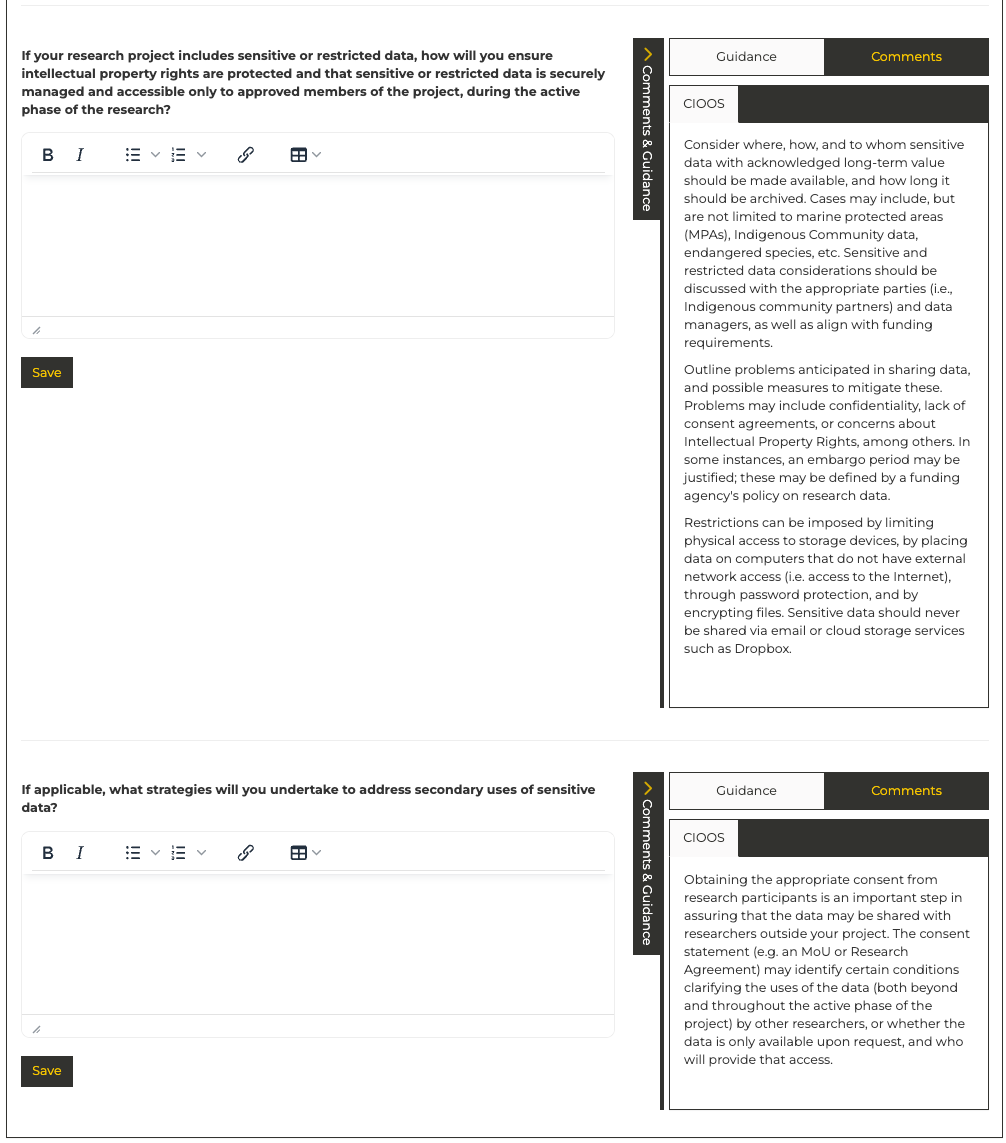 If your research project includes sensitive or restricted data, how will you ensure
intellectual property rights are protected and that sensitive or restricted data is securely
managed and accessible only to approved members of the project, during the active
phase of the research?
B I
Save
Comments & Guidance
Guidance Comments
CIOOS
Consider where, how, and to whom sensitive
data with acknowledged long-term value
should be made available, and how long it
should be archived. Cases may include, but
are not limited to marine protected areas
(MPAs), Indigenous Community data,
endangered species, etc. Sensitive and
restricted data considerations should be
discussed with the appropriate parties (i.e.,
Indigenous community partners) and data
managers, as well as align with funding
requirements.
Outline problems anticipated in sharing data,
and possible measures to mitigate these.
Problems may include confidentiality, lack of
consent agreements, or concerns about
Intellectual Property Rights, among others. In
some instances, an embargo period may be
justified; these may be defined by a funding
agency's policy on research data.
Restrictions can be imposed by limiting
physical access to storage devices, by placing
data on computers that do not have external
network access (i.e. access to the Internet),
through password protection, and by
encrypting files. Sensitive data should never
be shared via email or cloud storage services
such as Dropbox.
If applicable, what strategies will you undertake to address secondary uses of sensitive
data?
B I
Save
Comments & Guidance
Guidance Comments
CIOOS
Obtaining the appropriate consent from
research participants is an important step in
assuring that the data may be shared with
researchers outside your project. The consent
statement (e.g. an MoU or Research
Agreement) may identify certain conditions
clarifying the uses of the data (both beyond
and throughout the active phase of the
project) by other researchers, or whether the
data is only available upon request, and who
will provide that access.